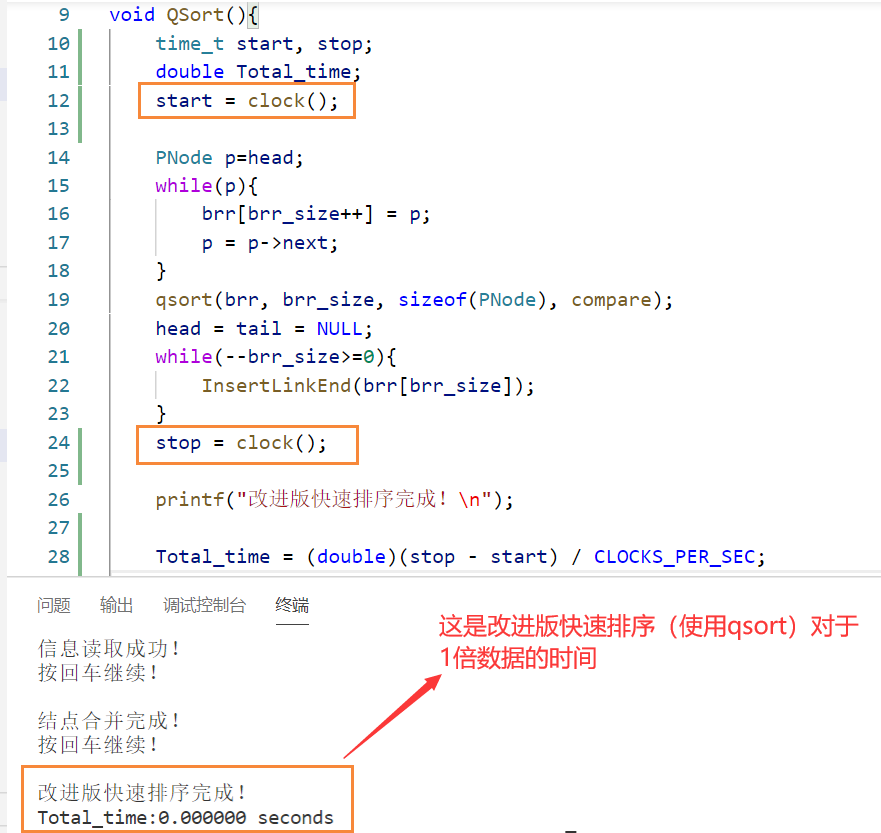 9 void QSort(){
10 time_t start, stop;
11 double Total_time;
12 start = clock();
13
14 PNode p=head;
15 while(p){
16 brr[brr_size++] = p;
17 p = p->next;
18 }
19 qsort(brr, brr_size, sizeof(PNode), compare);
20 head = tail = NULL;
21 while(--brr_size>=0){
22 InsertLinkEnd(brr[brr_size]);
23 }
24 stop = clock();
25
26 printf("改进版快速排序完成！\n");
27
28 Total_time = (double)(stop - start) / CLOCKS_PER_SEC;
问题 输出 调试控制台 终端
这是改进版快速排序（使用qsort）对于
1倍数据的时间
信息读取成功！
按回车继续！
结点合并完成！
按回车继续！
改进版快速排序完成！
Total_time:0.000000 seconds